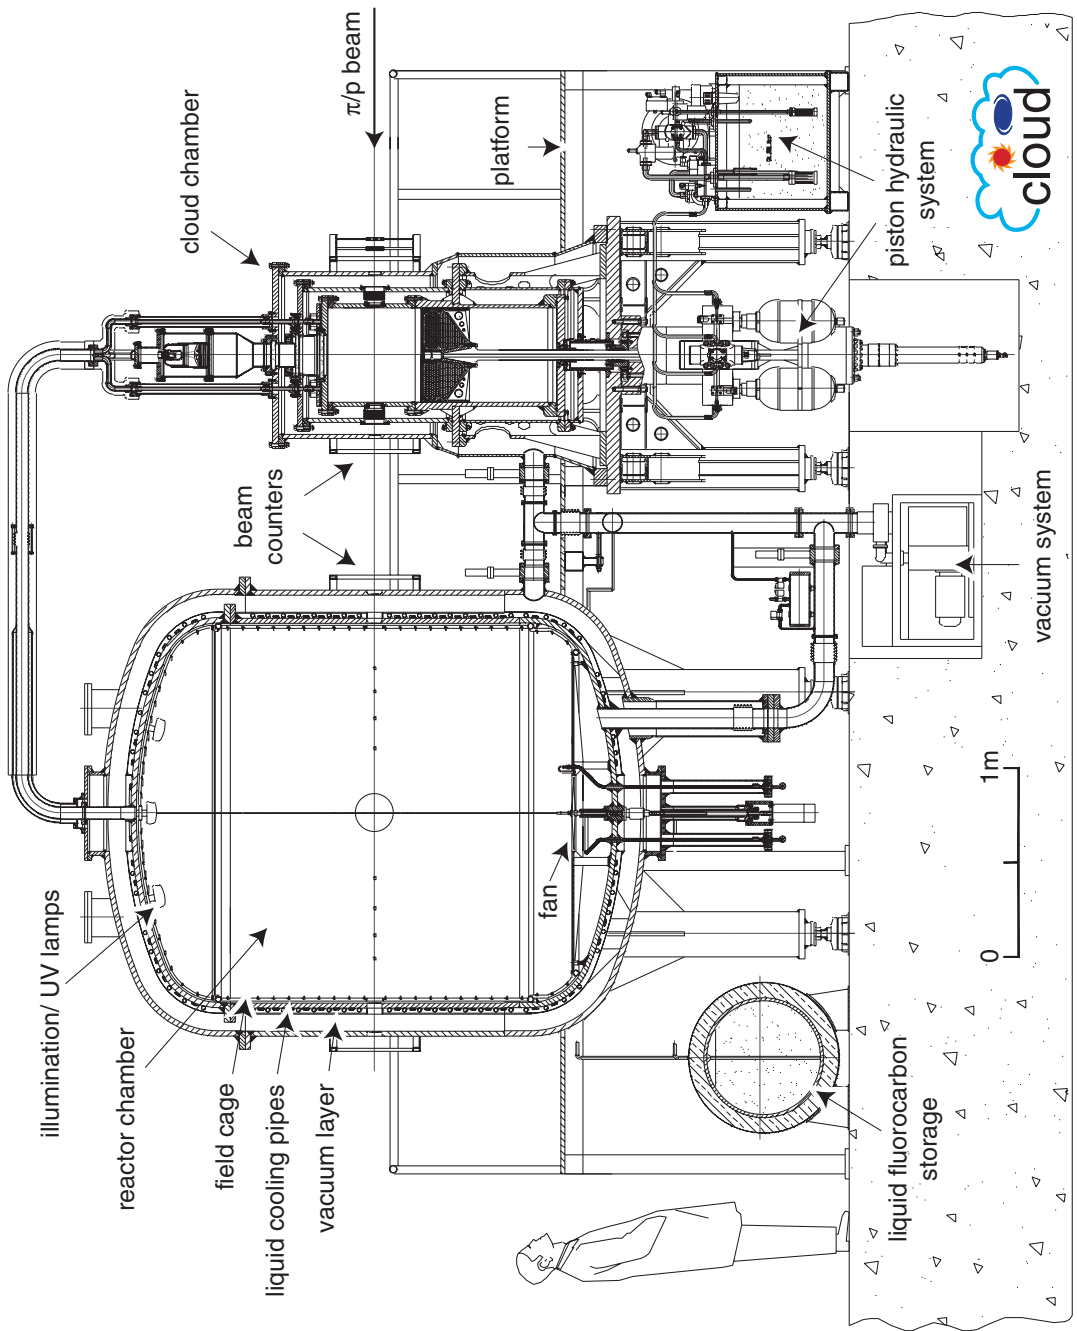 illumination/ UV lamps
reactor chamber
field cage
liquid cooling pipes
vacuum layer
fan
beam
counters
cloud chamber
π/p beam
platform
piston hydraulic
system
vacuum system
liquid fluorocarbon
storage
0
1m
cloud